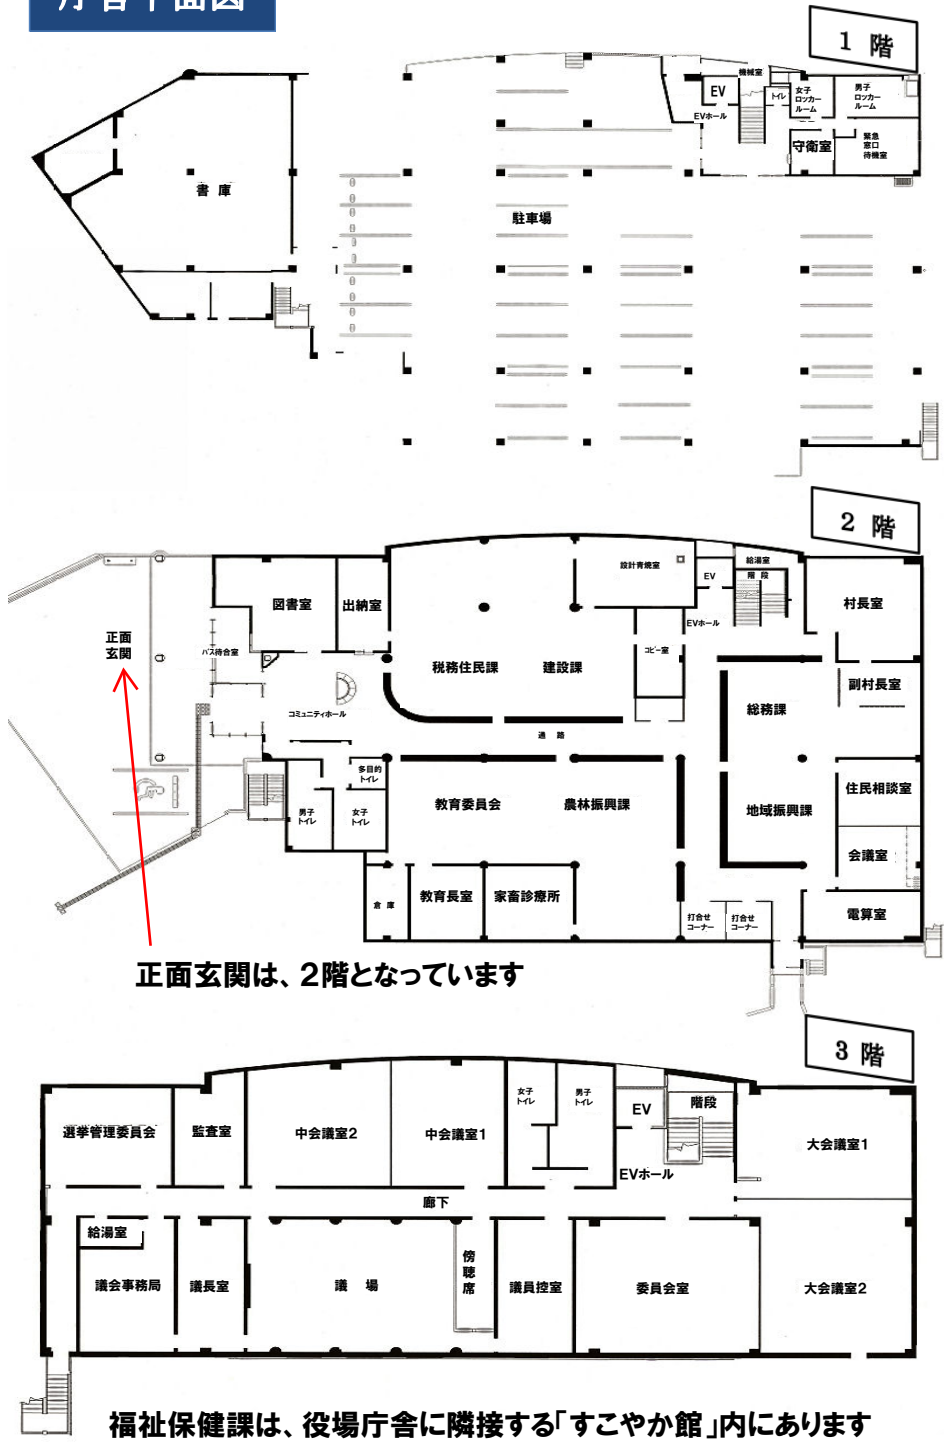 庁舎平面図
1 階
機械室
EV
トイレ
女子
ロッカー
ルーム
男子
ロッカー
ルーム
EVホール
守衛室
緊急
窓口
待機室
書 庫
駐車場
2 階
設計青焼室
給湯室
EV
階 段
図書室
出納室
村長室
EVホール
正面
玄関
バス待合室
コピー室
税務住民課
建設課
副村長室
総務課
コミュニティホール
通 路
多目的
トイレ
住民相談室
教育委員会
農林振興課
地域振興課
男子
トイレ
女子
トイレ
会議室
倉 庫
教育長室
家畜診療所
打合せ
コーナー
打合せ
コーナー
電算室
正面玄関は、2階となっています
3 階
女子
トイレ
男子
トイレ
EV
階段
選挙管理委員会
監査室
中会議室2
中会議室1
大会議室1
EVホール
廊下
給湯室
議会事務局
議長室
議 場
傍聴席
議員控室
委員会室
大会議室2
福祉保健課は、役場庁舎に隣接する「すこやか館」内にあります